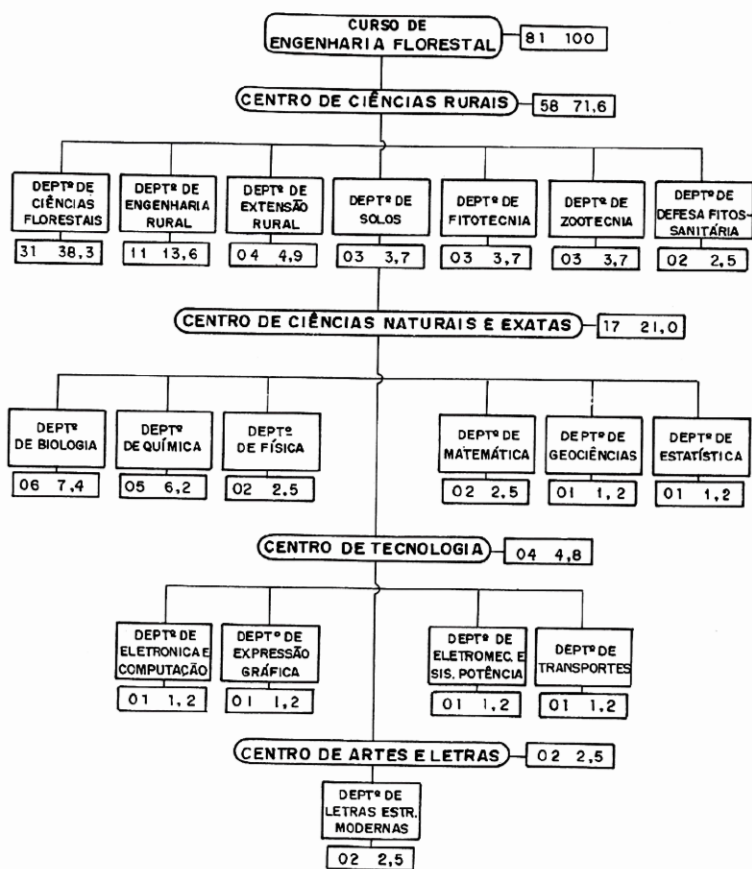 CURSO DE
ENGENHARIA FLORESTAL
81 100
CENTRO DE CIÊNCIAS RURAIS
58 71,6
DEPTº DE
CIÊNCIAS
FLORESTAIS
31 38,3
DEPTº DE
ENGENHARIA
RURAL
11 13,6
DEPTº DE
EXTENSÃO
RURAL
04 4,9
DEPTº DE
SOLOS
03 3,7
DEPTº DE
FITOTECNIA
03 3,7
DEPTº DE
ZOOTECNIA
03 3,7
DEPTº DE
DEFESA FITOS-
SANITÁRIA
02 2,5
CENTRO DE CIÊNCIAS NATURAIS E EXATAS
17 21,0
DEPTº
DE BIOLOGIA
06 7,4
DEPTº
DE QUÍMICA
05 6,2
DEPTº
DE FÍSICA
02 2,5
DEPTº DE
MATEMÁTICA
02 2,5
DEPTº DE
GEOCIÊNCIAS
01 1,2
DEPTº DE
ESTATÍSTICA
01 1,2
CENTRO DE TECNOLOGIA
04 4,8
DEPTº DE
ELETRONICA E
COMPUTAÇÃO
01 1,2
DEPTº DE
EXPRESSÃO
GRÁFICA
01 1,2
DEPTº DE
ELETROMEC. E
SIS. POTÊNCIA
01 1,2
DEPTº DE
TRANSPORTES
01 1,2
CENTRO DE ARTES E LETRAS
02 2,5
DEPTº DE
LETRAS ESTR.
MODERNAS
02 2,5